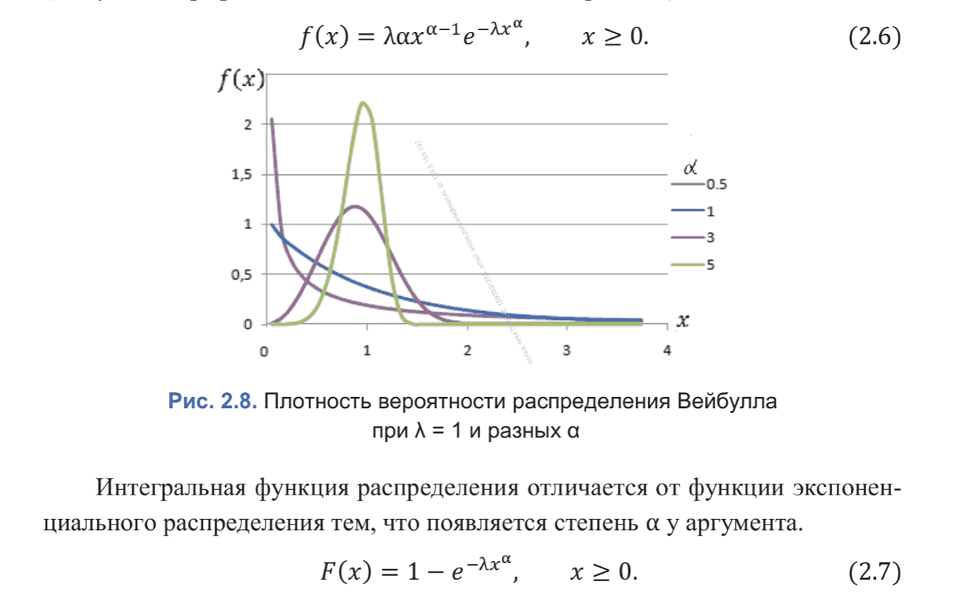 f(x) = λαx^{α−1}e^{−λx^α}, x ≥ 0. (2.6)
f(x)
2
1,5
1
0,5
0
0 1 2 3 4
x
α
0.5
1
3
5
Рис. 2.8. Плотность вероятности распределения Вейбулла
при λ = 1 и разных α
Интегральная функция распределения отличается от функции экспонен-
циального распределения тем, что появляется степень α у аргумента.
F(x) = 1 − e^{−λx^α}, x ≥ 0. (2.7)